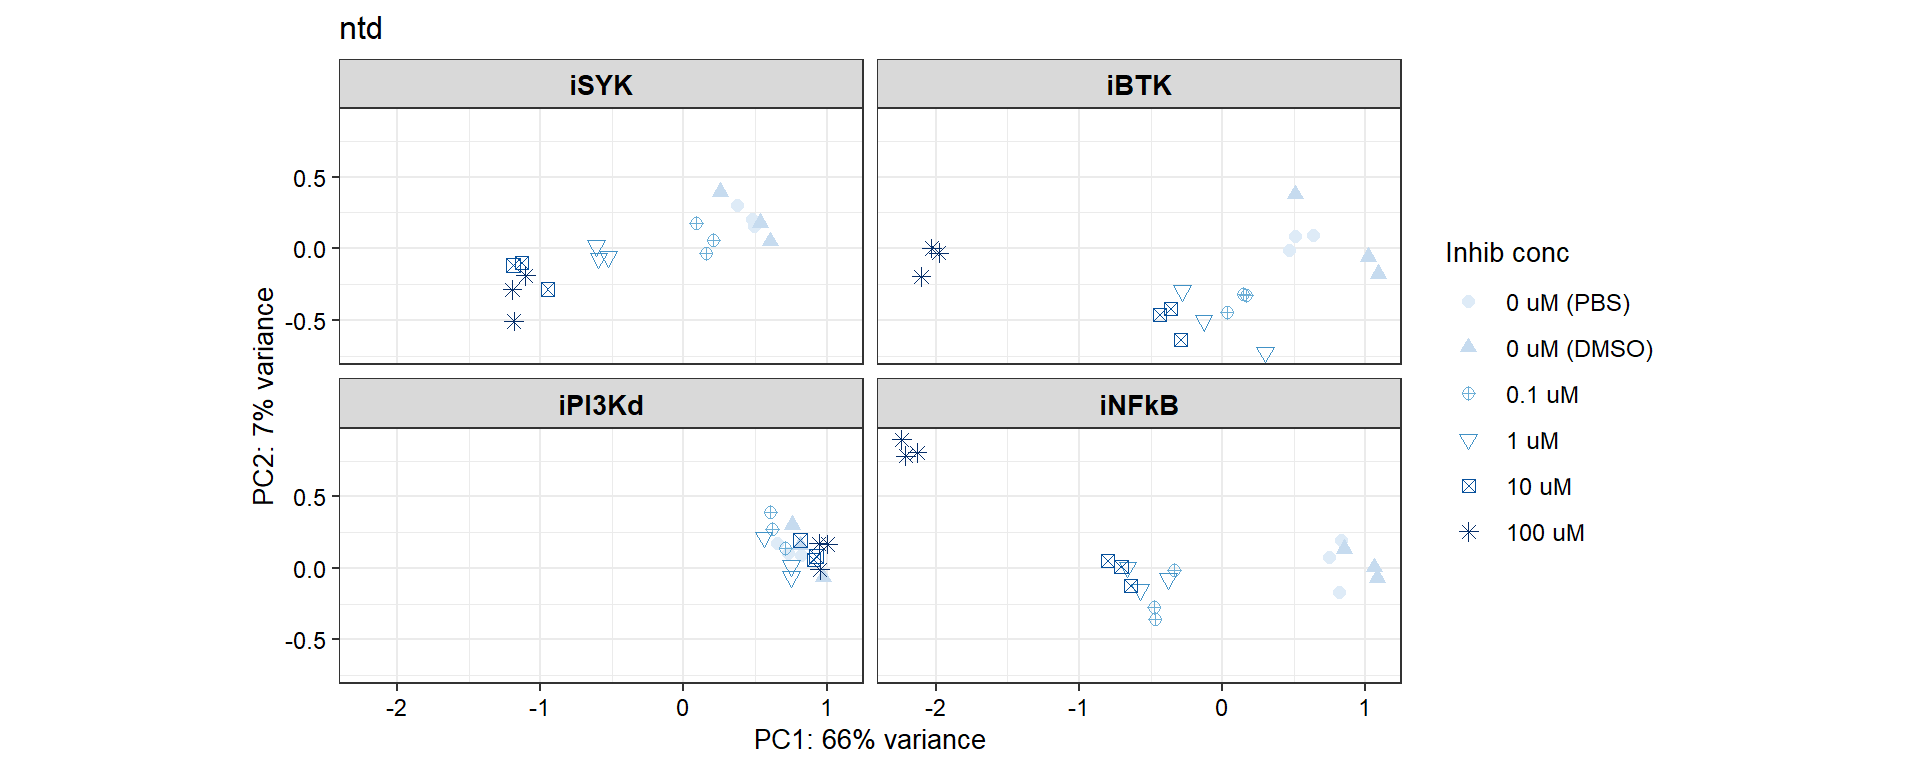 ntd
iSYK
iBTK
0.5
0.0
-0.5
iPI3Kd
iNFkB
0.5
0.0
-0.5
-2
-1
0
1
-2
-1
0
1
PC1: 66% variance
PC2: 7% variance
Inhib conc
0 uM (PBS)
0 uM (DMSO)
0.1 uM
1 uM
10 uM
100 uM